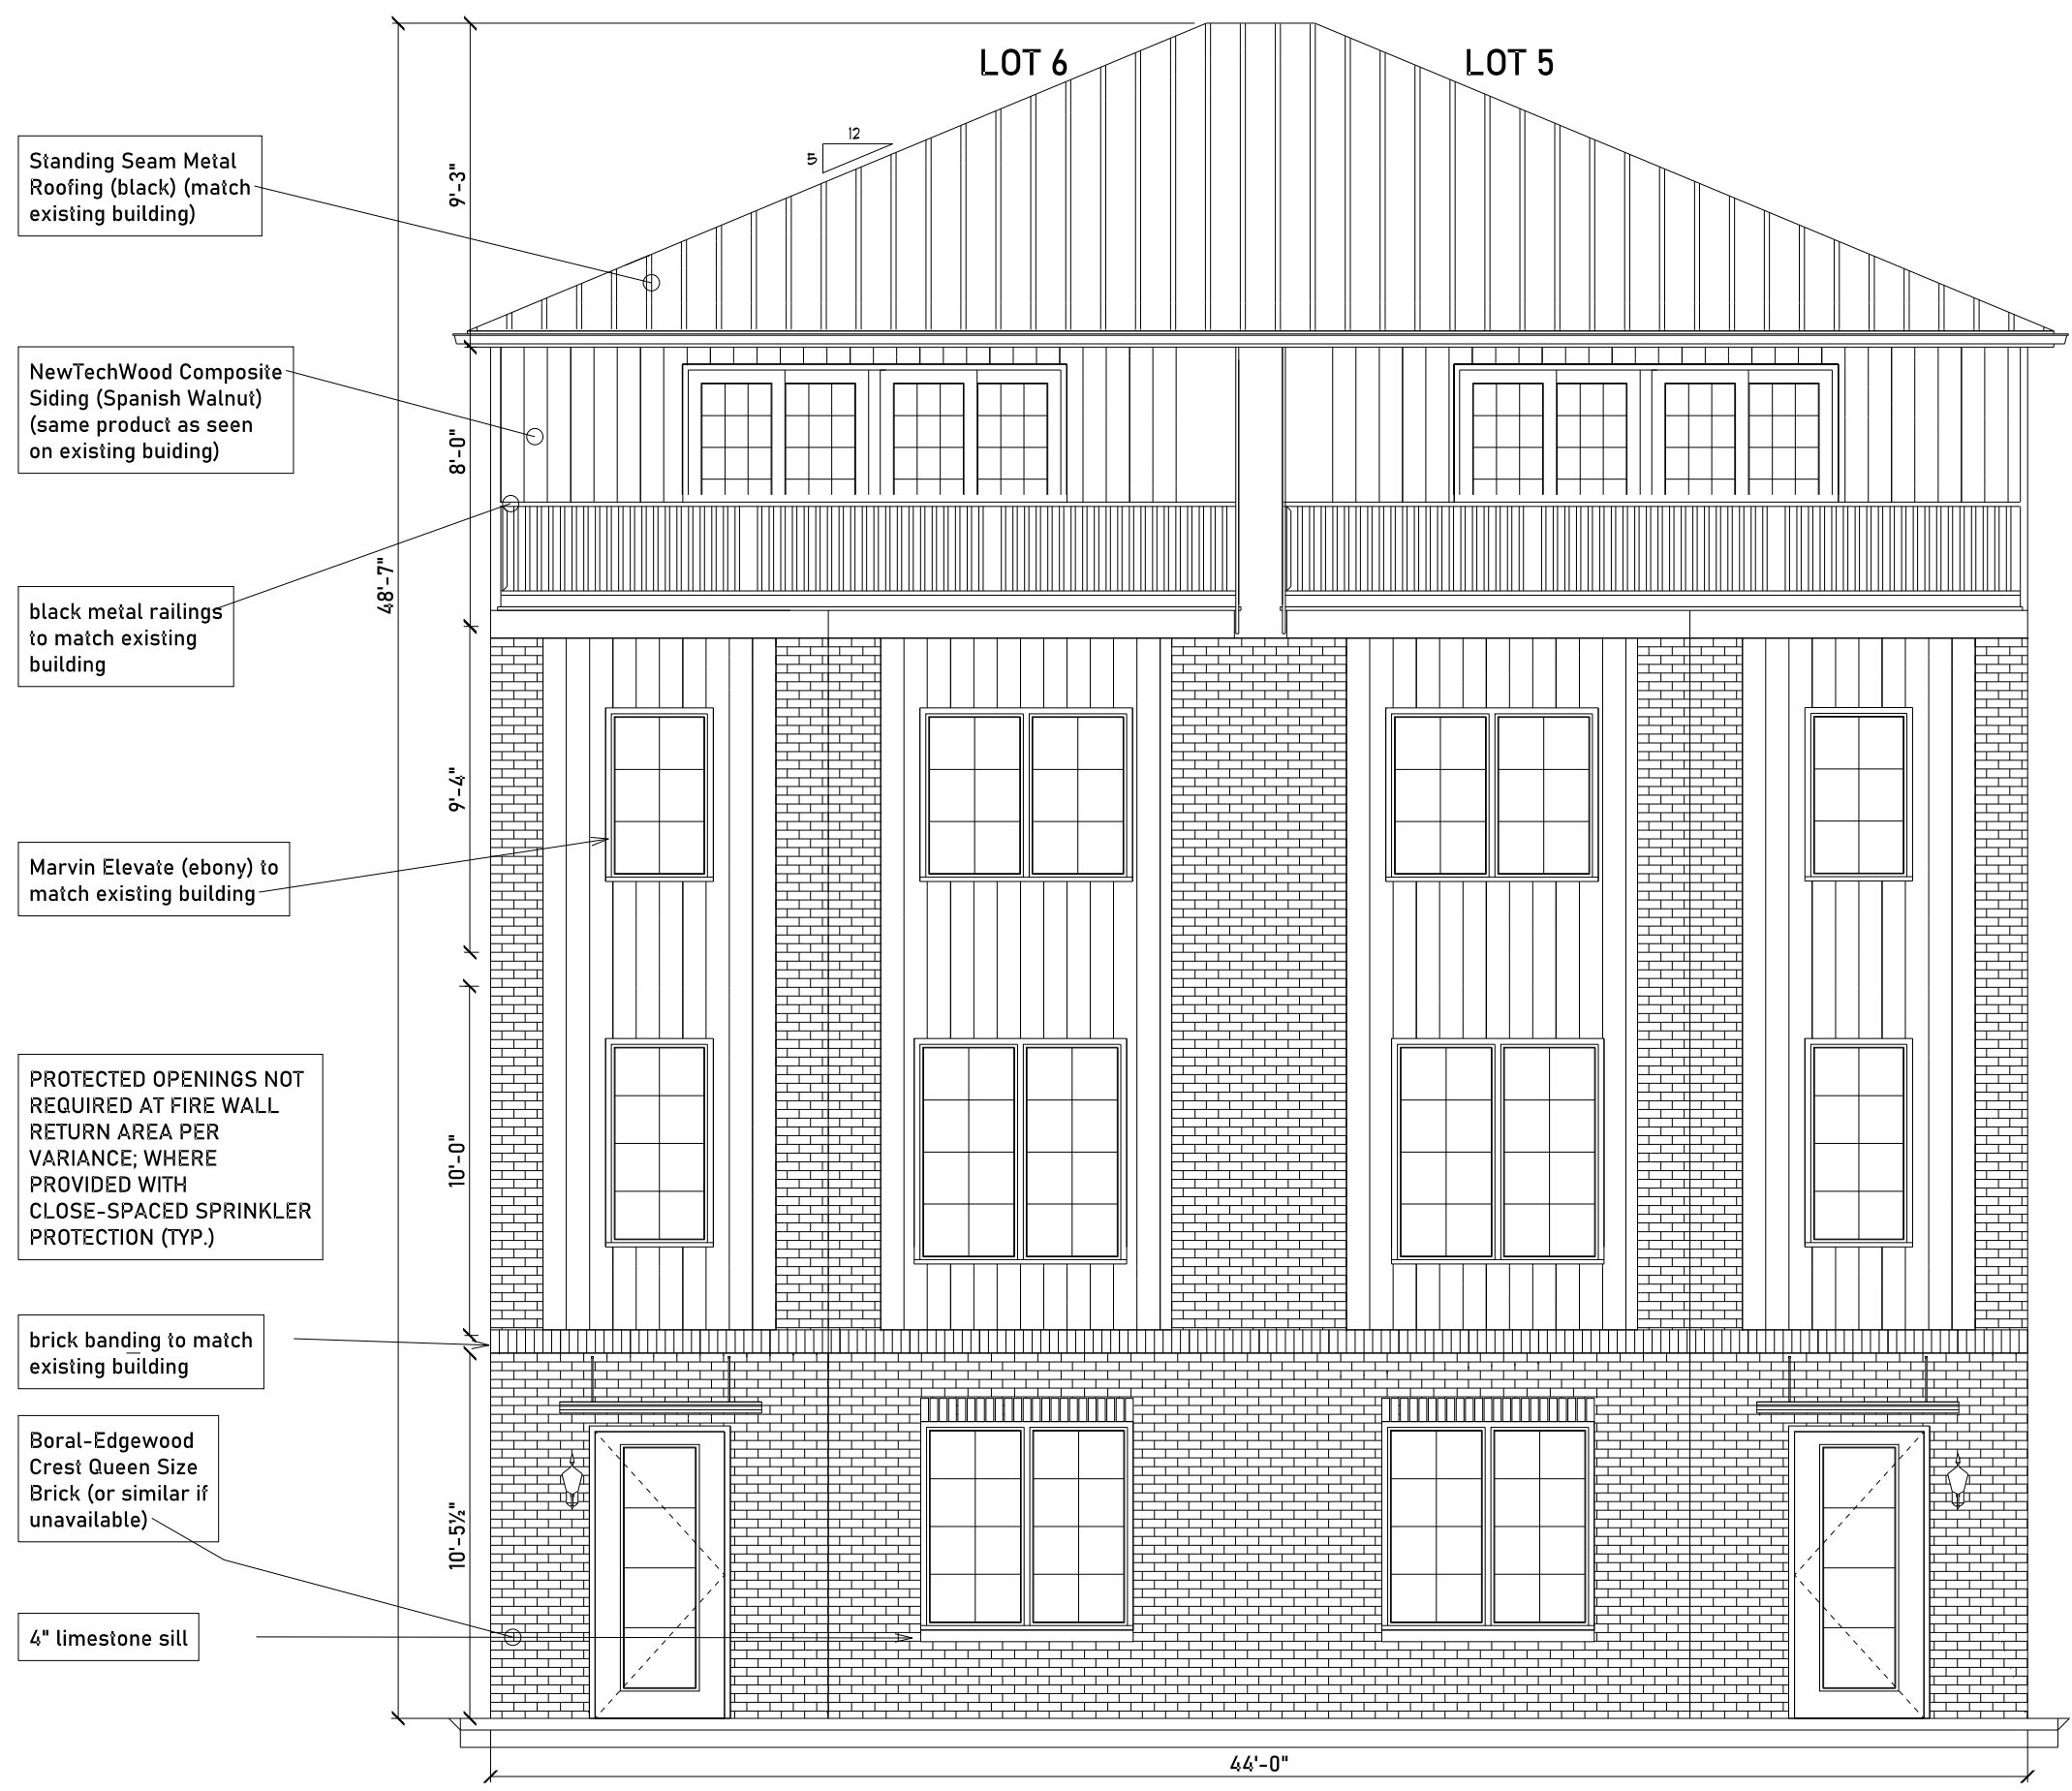 LOT 6
LOT 5
12
5
Standing Seam Metal
Roofing (black) (match
existing building)
9'-3"
NewTechWood Composite
Siding (Spanish Walnut)
(same product as seen
on existing buiding)
8'-0"
48'-7"
black metal railings
to match existing
building
9'-4"
Marvin Elevate (ebony) to
match existing building
PROTECTED OPENINGS NOT
REQUIRED AT FIRE WALL
RETURN AREA PER
VARIANCE; WHERE
PROVIDED WITH
CLOSE-SPACED SPRINKLER
PROTECTION (TYP.)
10'-0"
brick banding to match
existing building
Boral-Edgewood
Crest Queen Size
Brick (or similar if
unavailable)
10'-5½"
4" limestone sill
44'-0"